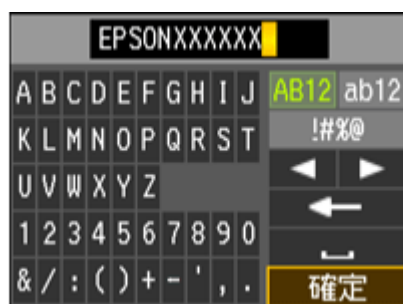 EPSONXXXXXX
A B C D E F G H I J AB12 ab12
K L M N O P Q R S T !#%@
U V W X Y Z
1 2 3 4 5 6 7 8 9 0
& / : ( ) + - ' , . 確定